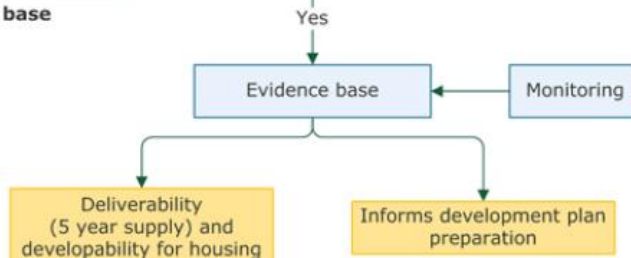 base
Yes
Evidence base
Monitoring
Deliverability
(5 year supply) and
developability for housing
Informs development plan
preparation